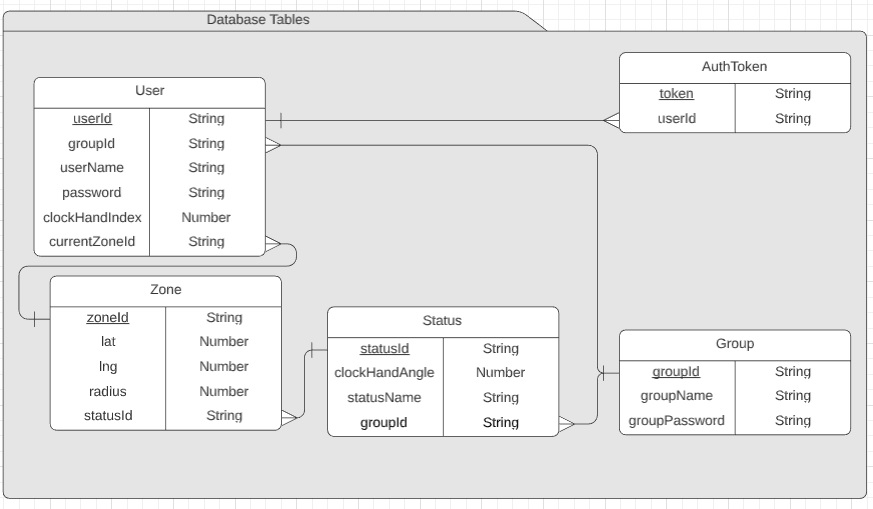 Database Tables
User
userId String
groupId String
userName String
password String
clockHandIndex Number
currentZoneId String
AuthToken
token String
userId String
Zone
zoneId String
lat Number
lng Number
radius Number
statusId String
Status
statusId String
clockHandAngle Number
statusName String
groupId String
Group
groupId String
groupName String
groupPassword String